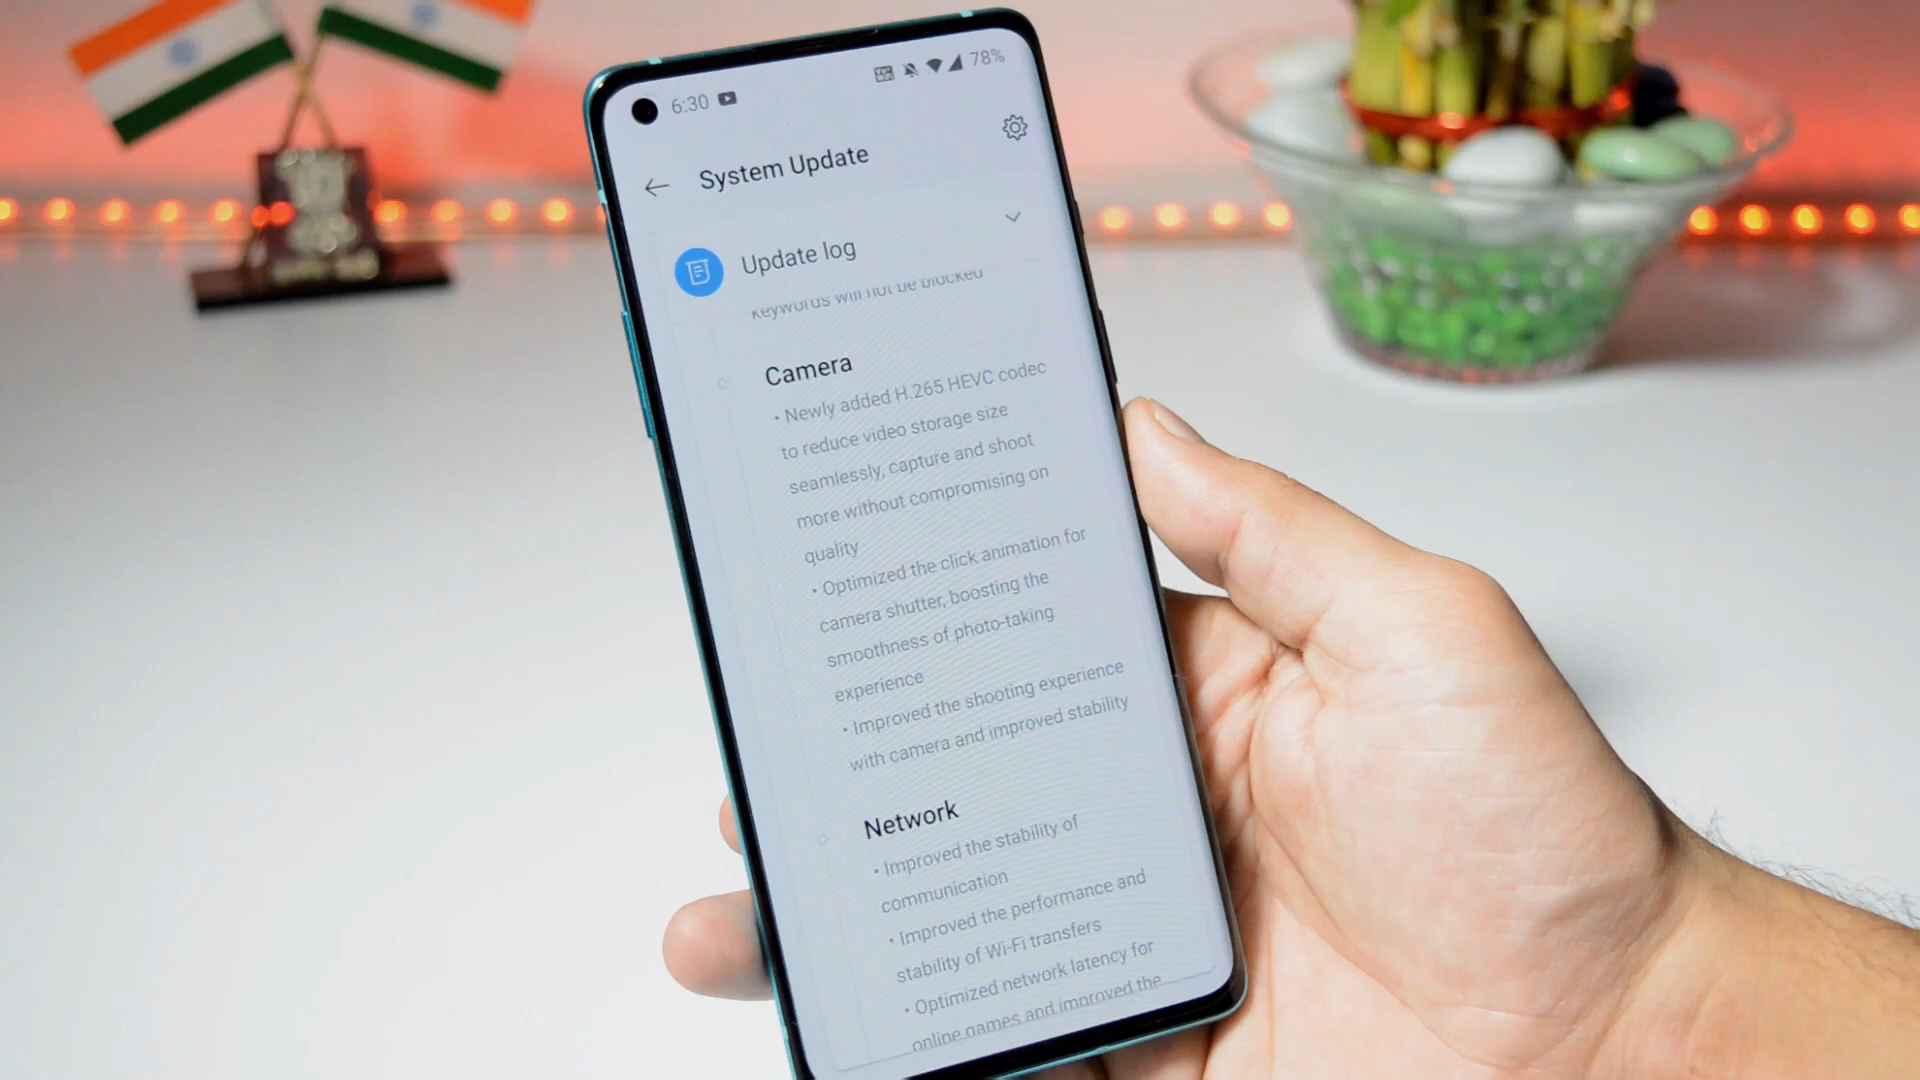 6:30
78%
System Update
Update log
keywords will not be blocked
Camera
• Newly added H.265 HEVC codec
to reduce video storage size
seamlessly, capture and shoot
more without compromising on
quality
• Optimized the click animation for
camera shutter, boosting the
smoothness of photo-taking
experience
• Improved the shooting experience
with camera and improved stability
Network
• Improved the stability of
communication
• Improved the performance and
stability of Wi-Fi transfers
• Optimized network latency for
online games and improved the